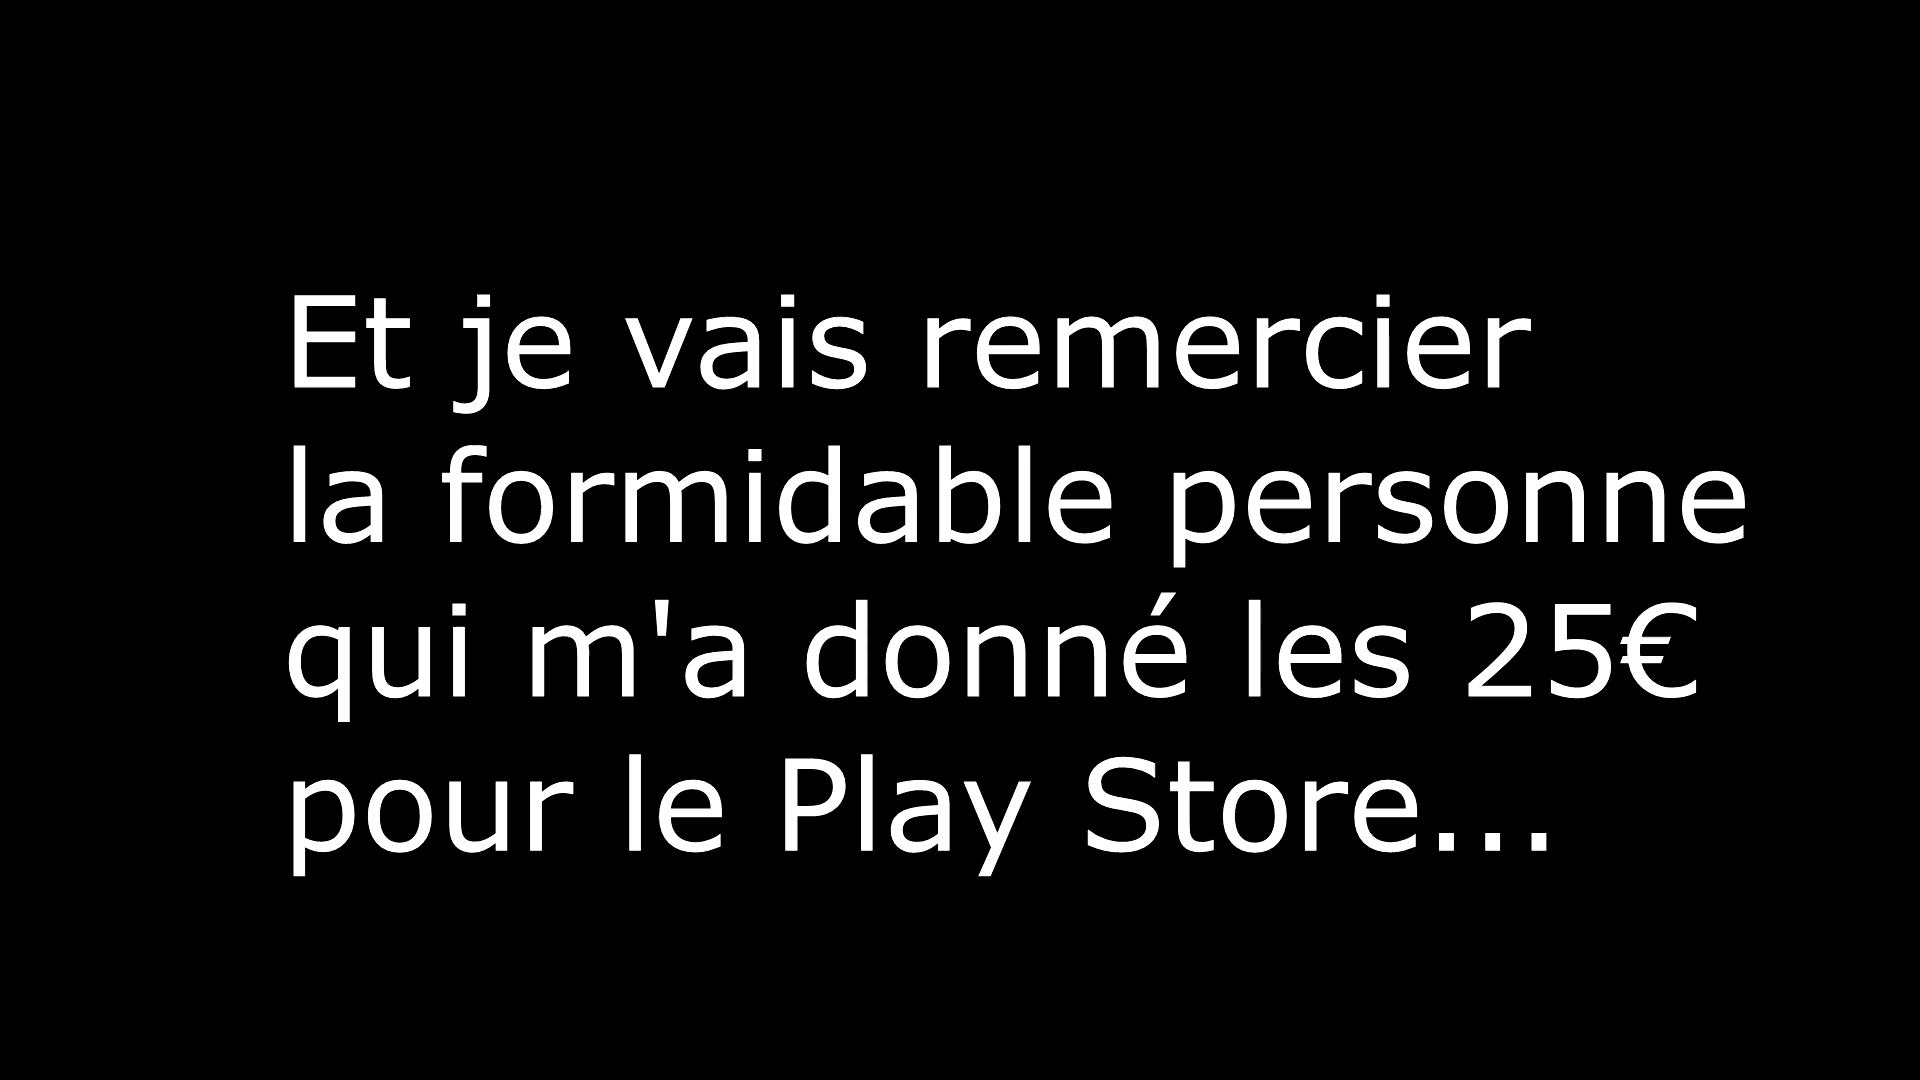 Et je vais remercier
la formidable personne
qui m'a donné les 25€
pour le Play Store...